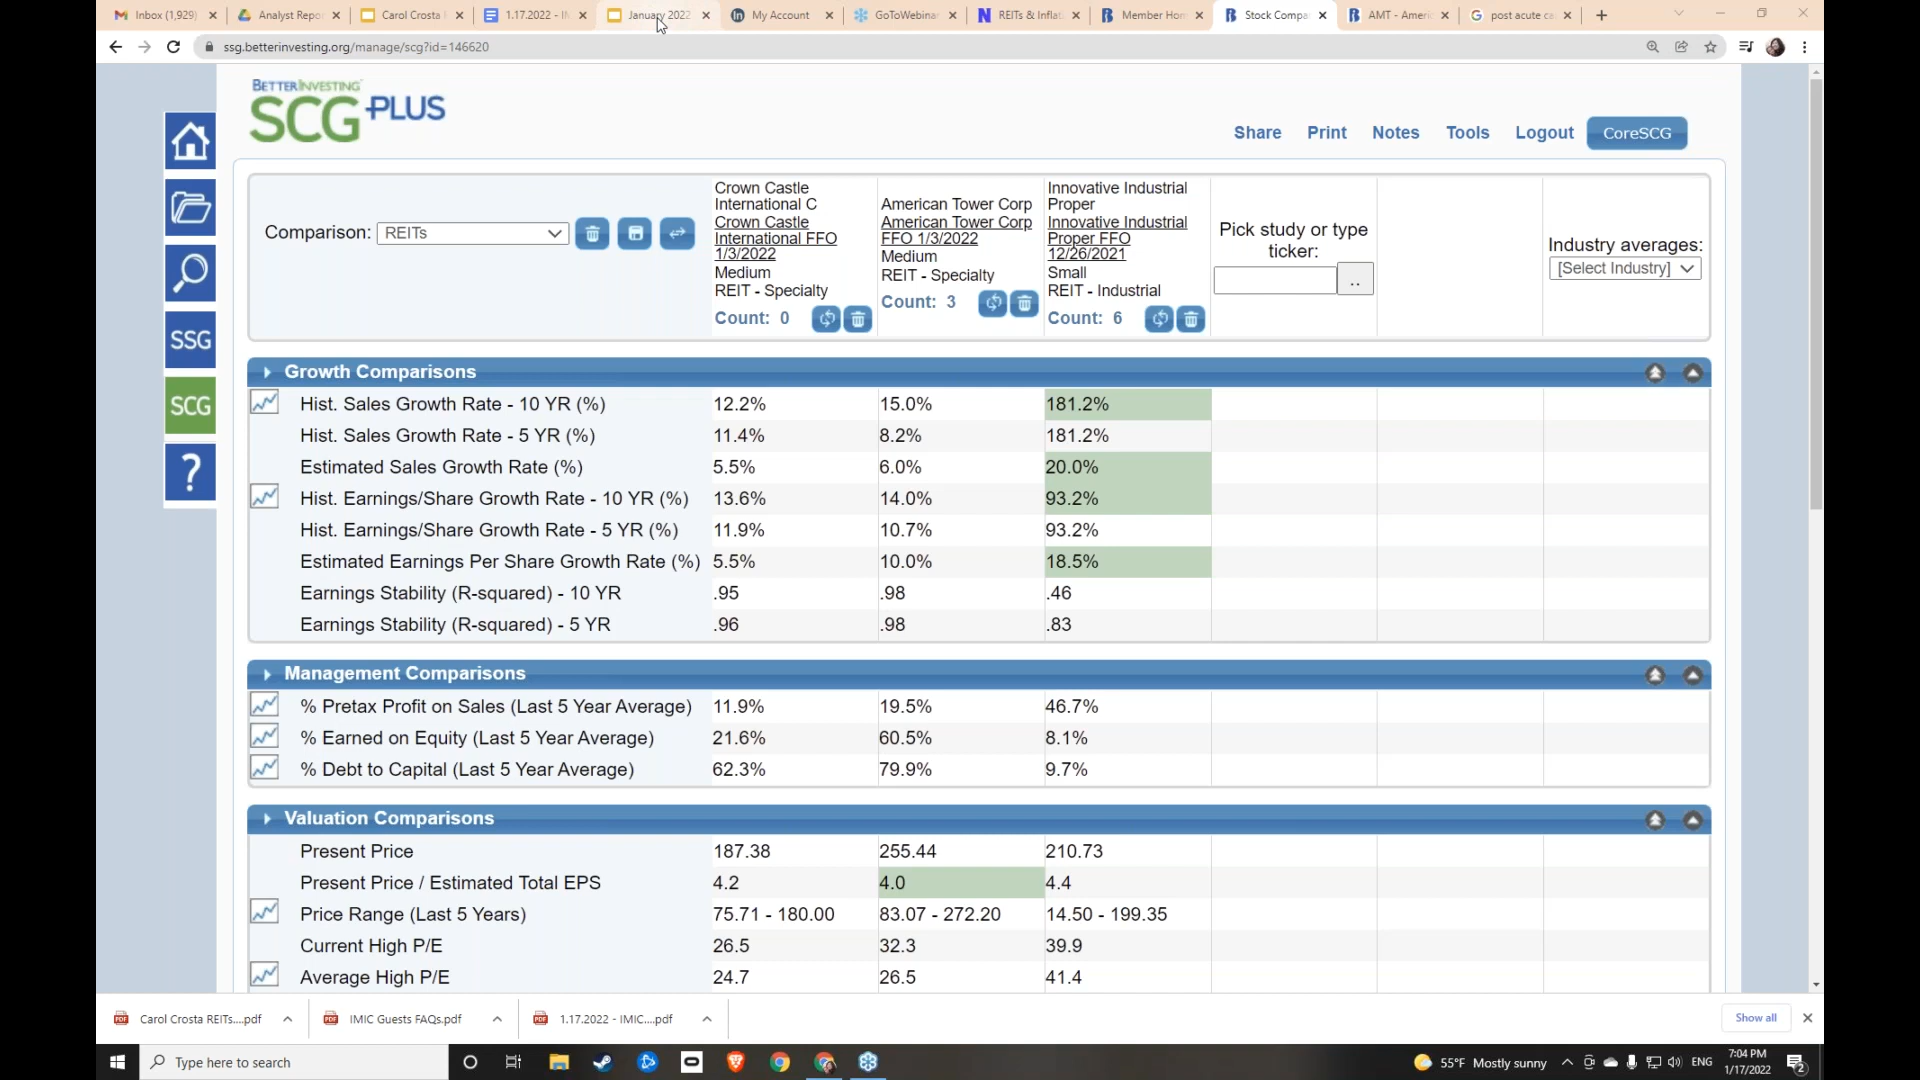 Inbox (1,929)
Analyst Repor
Carol Crosta
1.17.2022 - I
January 2022
My Account
GoToWebinar
REITs & Infla
Member Hom
Stock Compa
AMT - Ameri
post acute ca
ssg.betterinvesting.org/manage/scg?id=146620
BETTERINVESTING
SCG PLUS
Share
Print
Notes
Tools
Logout
CoreSCG
SSG
SCG
?
Comparison:
REITs
Crown Castle
International C
Crown Castle
International FFO
1/3/2022
Medium
REIT - Specialty
Count: 0
American Tower Corp
American Tower Corp
FFO 1/3/2022
Medium
REIT - Specialty
Count: 3
Innovative Industrial
Proper
Innovative Industrial
Proper FFO
12/26/2021
Small
REIT - Industrial
Count: 6
Pick study or type
ticker:
..
Industry averages:
[Select Industry]
Growth Comparisons
Hist. Sales Growth Rate - 10 YR (%) 12.2% 15.0% 181.2%
Hist. Sales Growth Rate - 5 YR (%) 11.4% 8.2% 181.2%
Estimated Sales Growth Rate (%) 5.5% 6.0% 20.0%
Hist. Earnings/Share Growth Rate - 10 YR (%) 13.6% 14.0% 93.2%
Hist. Earnings/Share Growth Rate - 5 YR (%) 11.9% 10.7% 93.2%
Estimated Earnings Per Share Growth Rate (%) 5.5% 10.0% 18.5%
Earnings Stability (R-squared) - 10 YR .95 .98 .46
Earnings Stability (R-squared) - 5 YR .96 .98 .83
Management Comparisons
% Pretax Profit on Sales (Last 5 Year Average) 11.9% 19.5% 46.7%
% Earned on Equity (Last 5 Year Average) 21.6% 60.5% 8.1%
% Debt to Capital (Last 5 Year Average) 62.3% 79.9% 9.7%
Valuation Comparisons
Present Price 187.38 255.44 210.73
Present Price / Estimated Total EPS 4.2 4.0 4.4
Price Range (Last 5 Years) 75.71 - 180.00 83.07 - 272.20 14.50 - 199.35
Current High P/E 26.5 32.3 39.9
Average High P/E 24.7 26.5 41.4
Carol Crosta REITs....pdf
IMIC Guests FAQs.pdf
1.17.2022 - IMIC....pdf
Show all
Type here to search
55°F Mostly sunny
ENG
7:04 PM
1/17/2022
2